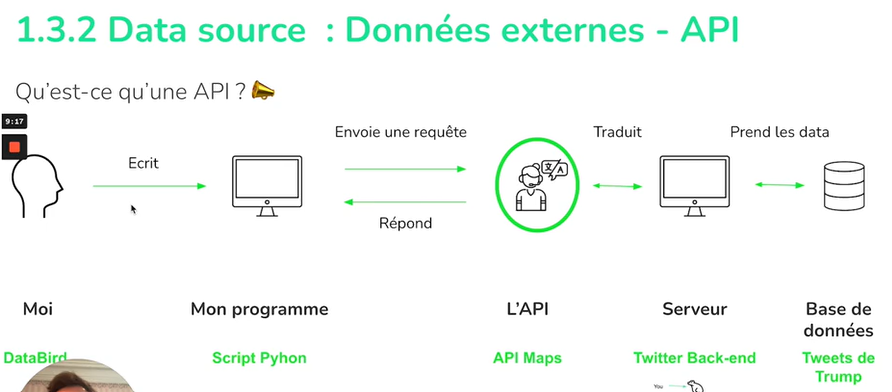 1.3.2 Data source : Données externes - API
Qu'est-ce qu'une API ?
9:17
Ecrit
Envoie une requête
Répond
Traduit
Prend les data
文 A
Moi
Mon programme
L'API
Serveur
Base de
données
DataBird
Script Pyhon
API Maps
Twitter Back-end
Tweets de
Trump
You